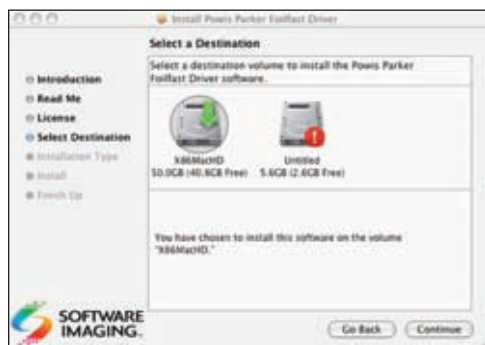 Install Powis Parker Foilfast Driver
Select a Destination
Introduction
Read Me
License
Select Destination
Installation Type
Install
Finish Up
Select a destination volume to install the Powis Parker
Foilfast Driver software.
X86MacHD
50.0GB (40.8GB Free)
Untitled
5.6GB (2.6GB Free)
You have chosen to install this software on the volume
"X86MacHD."
SOFTWARE
IMAGING.
Go Back
Continue